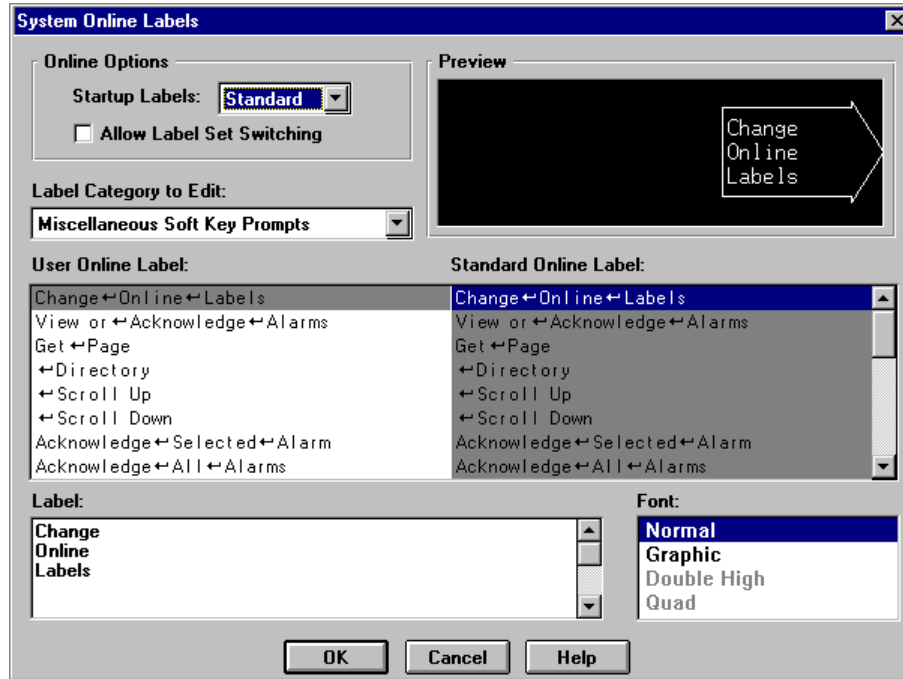 System Online Labels
Online Options
Startup Labels: Standard
Allow Label Set Switching
Preview
Change
Online
Labels
Label Category to Edit:
Miscellaneous Soft Key Prompts
User Online Label: Standard Online Label:
Change↵Online↵Labels Change↵Online↵Labels
View or↵Acknowledge↵Alarms View or↵Acknowledge↵Alarms
Get↵Page Get↵Page
↵Directory ↵Directory
↵Scroll Up ↵Scroll Up
↵Scroll Down ↵Scroll Down
Acknowledge↵Selected↵Alarm Acknowledge↵Selected↵Alarm
Acknowledge↵All↵Alarms Acknowledge↵All↵Alarms
Label:
Change
Online
Labels
Font:
Normal
Graphic
Double High
Quad
OK Cancel Help